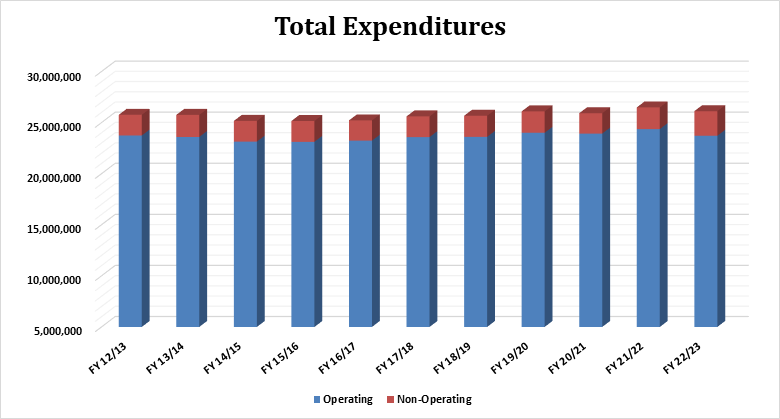 Total Expenditures
30,000,000
25,000,000
20,000,000
15,000,000
10,000,000
5,000,000
FY 12/13
FY 13/14
FY 14/15
FY 15/16
FY 16/17
FY 17/18
FY 18/19
FY 19/20
FY 20/21
FY 21/22
FY 22/23
Operating
Non-Operating